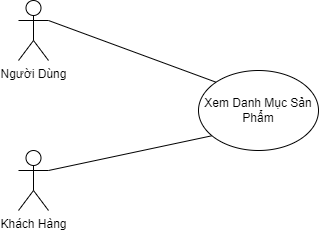 Người Dùng
Xem Danh Mục Sản
Phẩm
Khách Hàng